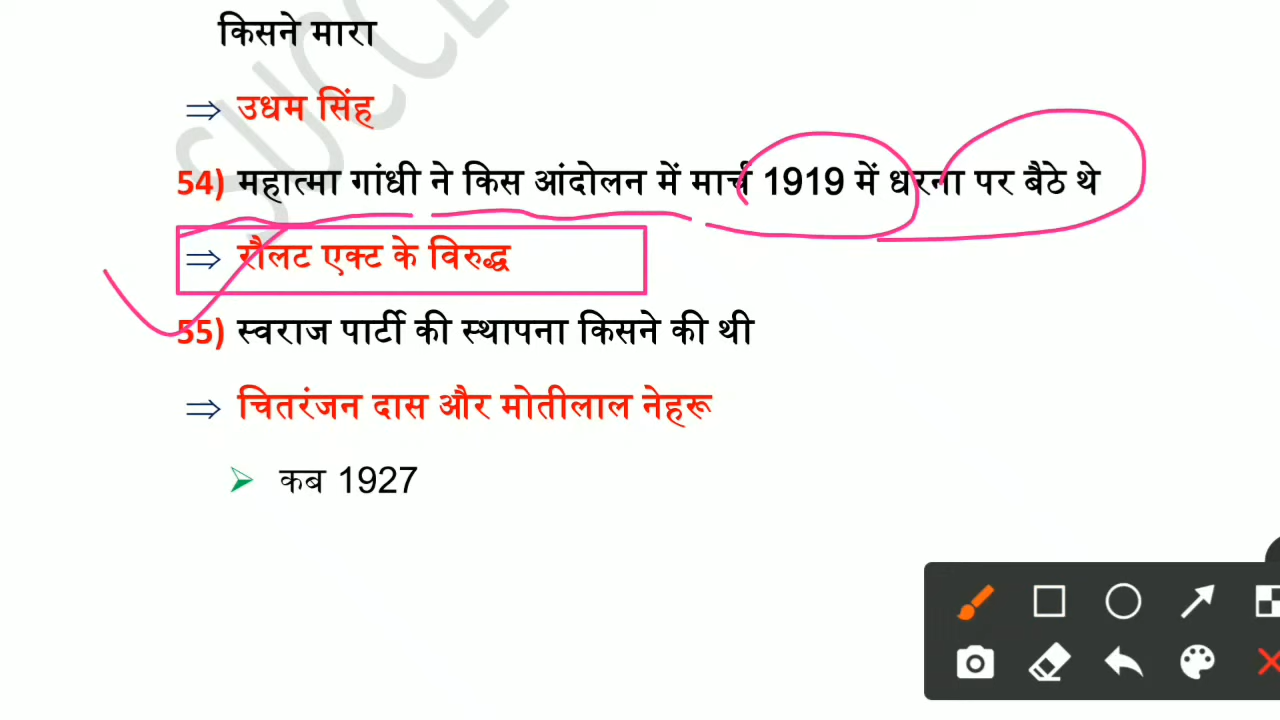 किसने मारा
⇒ उधम सिंह
54) महात्मा गांधी ने किस आंदोलन में मार्च 1919 में धरना पर बैठे थे
⇒ रौलट एक्ट के विरुद्ध
55) स्वराज पार्टी की स्थापना किसने की थी
⇒ चितरंजन दास और मोतीलाल नेहरू
➢ कब 1927